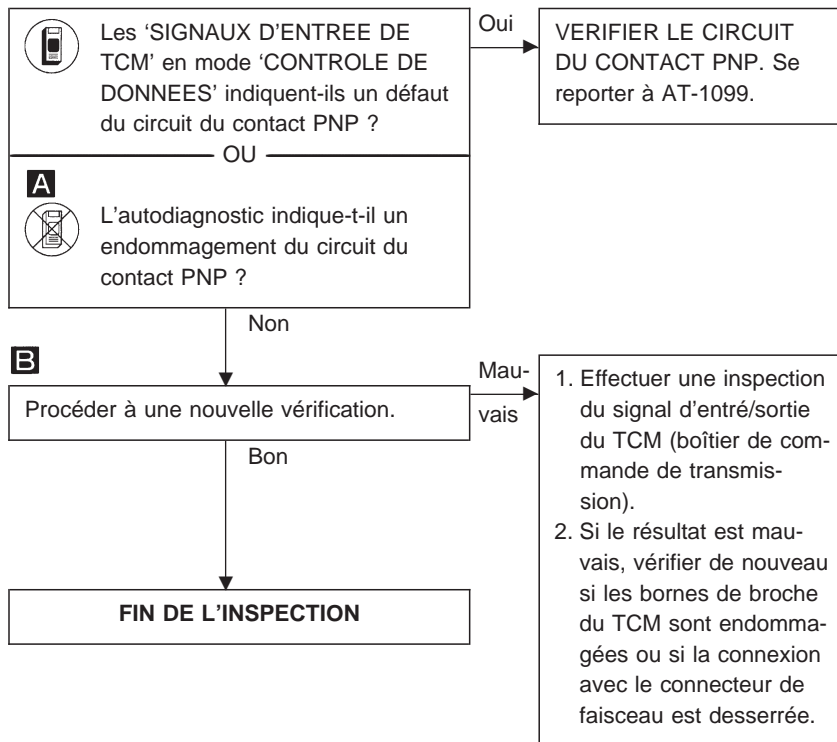 Les ‘SIGNAUX D’ENTREE DE
TCM’ en mode ‘CONTROLE DE
DONNEES’ indiquent-ils un défaut
du circuit du contact PNP ?
Oui
VERIFIER LE CIRCUIT
DU CONTACT PNP. Se
reporter à AT-1099.
OU
A
L’autodiagnostic indique-t-il un
endommagement du circuit du
contact PNP ?
Non
B
Procéder à une nouvelle vérification.
Mau-
vais
1. Effectuer une inspection
du signal d’entré/sortie
du TCM (boîtier de com-
mande de transmis-
sion).
2. Si le résultat est mau-
vais, vérifier de nouveau
si les bornes de broche
du TCM sont endomma-
gées ou si la connexion
avec le connecteur de
faisceau est desserrée.
Bon
FIN DE L’INSPECTION